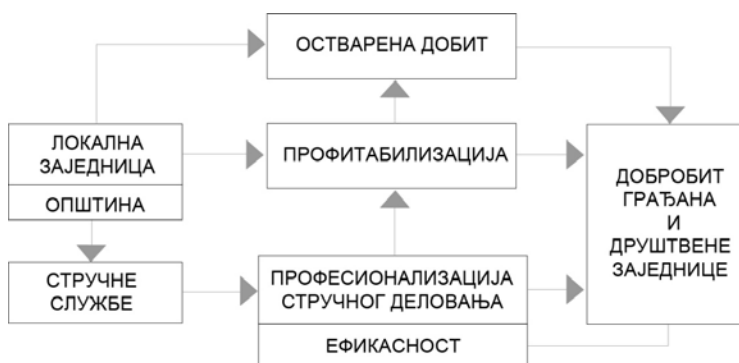 ОСТВАРЕНА ДОБИТ
ЛОКАЛНА
ЗАЈЕДНИЦА
ОПШТИНА
ПРОФИТАБИЛИЗАЦИЈА
ДОБРОБИТ
ГРАЂАНА
И
ДРУШТВЕНЕ
ЗАЈЕДНИЦЕ
СТРУЧНЕ
СЛУЖБЕ
ПРОФЕСИОНАЛИЗАЦИЈА
СТРУЧНОГ ДЕЛОВАЊА
ЕФИКАСНОСТ